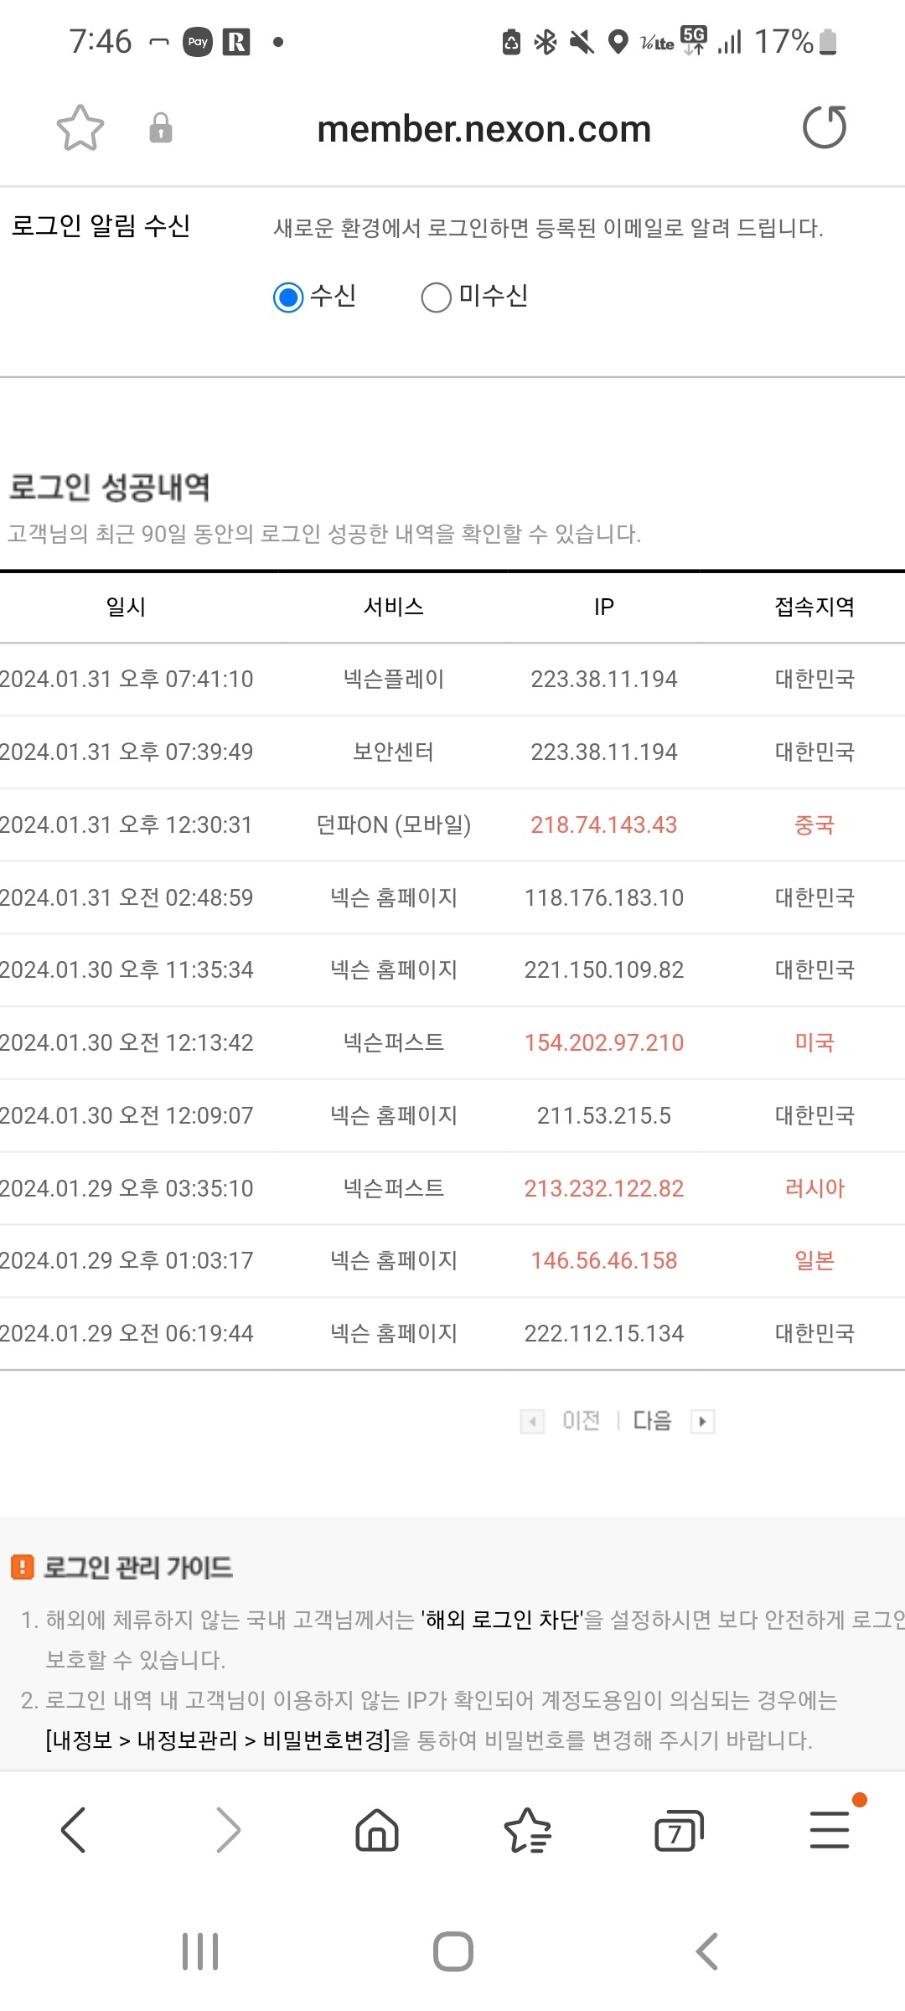 7:46
Pay
R
VoLTE
5G
17%
member.nexon.com
로그인 알림 수신
새로운 환경에서 로그인하면 등록된 이메일로 알려 드립니다.
수신 미수신
로그인 성공내역
고객님의 최근 90일 동안의 로그인 성공한 내역을 확인할 수 있습니다.
일시 서비스 IP 접속지역
2024.01.31 오후 07:41:10 넥슨플레이 223.38.11.194 대한민국
2024.01.31 오후 07:39:49 보안센터 223.38.11.194 대한민국
2024.01.31 오후 12:30:31 던파ON (모바일) 218.74.143.43 중국
2024.01.31 오전 02:48:59 넥슨 홈페이지 118.176.183.10 대한민국
2024.01.30 오후 11:35:34 넥슨 홈페이지 221.150.109.82 대한민국
2024.01.30 오전 12:13:42 넥슨퍼스트 154.202.97.210 미국
2024.01.30 오전 12:09:07 넥슨 홈페이지 211.53.215.5 대한민국
2024.01.29 오후 03:35:10 넥슨퍼스트 213.232.122.82 러시아
2024.01.29 오후 01:03:17 넥슨 홈페이지 146.56.46.158 일본
2024.01.29 오전 06:19:44 넥슨 홈페이지 222.112.15.134 대한민국
이전 | 다음
! 로그인 관리 가이드
1. 해외에 체류하지 않는 국내 고객님께서는 '해외 로그인 차단'을 설정하시면 보다 안전하게 로그인
보호할 수 있습니다.
2. 로그인 내역 내 고객님이 이용하지 않는 IP가 확인되어 계정도용임이 의심되는 경우에는
[내정보 > 내정보관리 > 비밀번호변경]을 통하여 비밀번호를 변경해 주시기 바랍니다.
7